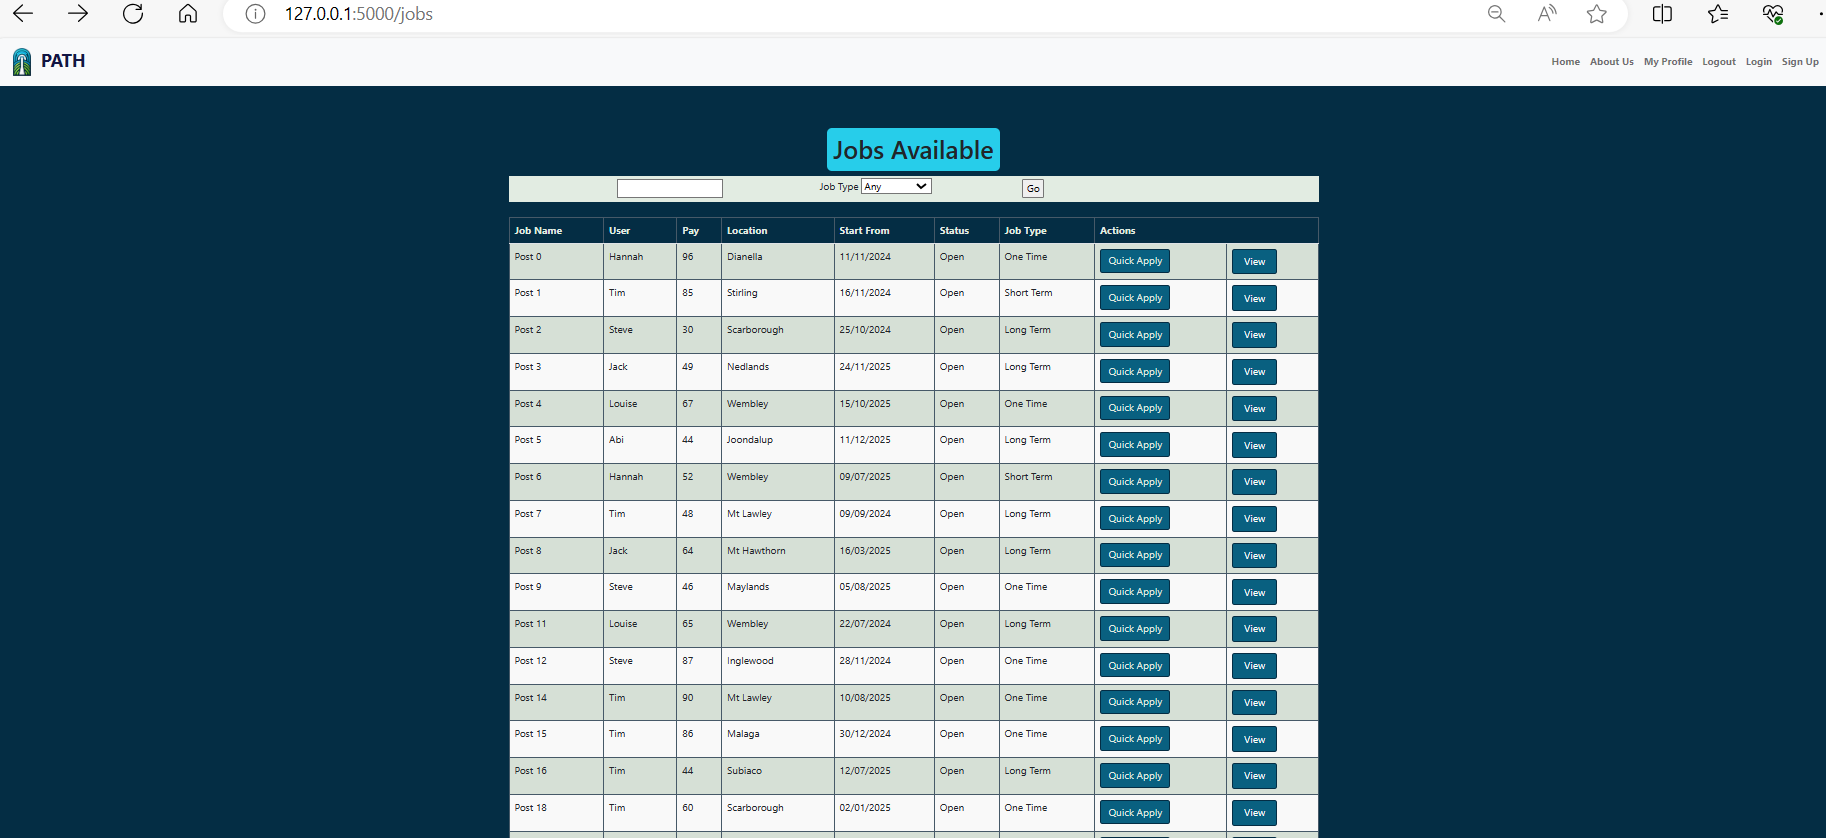 127.0.0.1:5000/jobs
PATH
Home About Us My Profile Logout Login Sign Up
Jobs Available
Job Type Any Go
Job Name User Pay Location Start From Status Job Type Actions
Post 0 Hannah 96 Dianella 11/11/2024 Open One Time Quick Apply View
Post 1 Tim 85 Stirling 16/11/2024 Open Short Term Quick Apply View
Post 2 Steve 30 Scarborough 25/10/2024 Open Long Term Quick Apply View
Post 3 Jack 49 Nedlands 24/11/2025 Open Long Term Quick Apply View
Post 4 Louise 67 Wembley 15/10/2025 Open One Time Quick Apply View
Post 5 Abi 44 Joondalup 11/12/2025 Open Long Term Quick Apply View
Post 6 Hannah 52 Wembley 09/07/2025 Open Short Term Quick Apply View
Post 7 Tim 48 Mt Lawley 09/09/2024 Open Long Term Quick Apply View
Post 8 Jack 64 Mt Hawthorn 16/03/2025 Open Long Term Quick Apply View
Post 9 Steve 46 Maylands 05/08/2025 Open One Time Quick Apply View
Post 11 Louise 65 Wembley 22/07/2024 Open Long Term Quick Apply View
Post 12 Steve 87 Inglewood 28/11/2024 Open One Time Quick Apply View
Post 14 Tim 90 Mt Lawley 10/08/2025 Open One Time Quick Apply View
Post 15 Tim 86 Malaga 30/12/2024 Open One Time Quick Apply View
Post 16 Tim 44 Subiaco 12/07/2025 Open Long Term Quick Apply View
Post 18 Tim 60 Scarborough 02/01/2025 Open One Time Quick Apply View